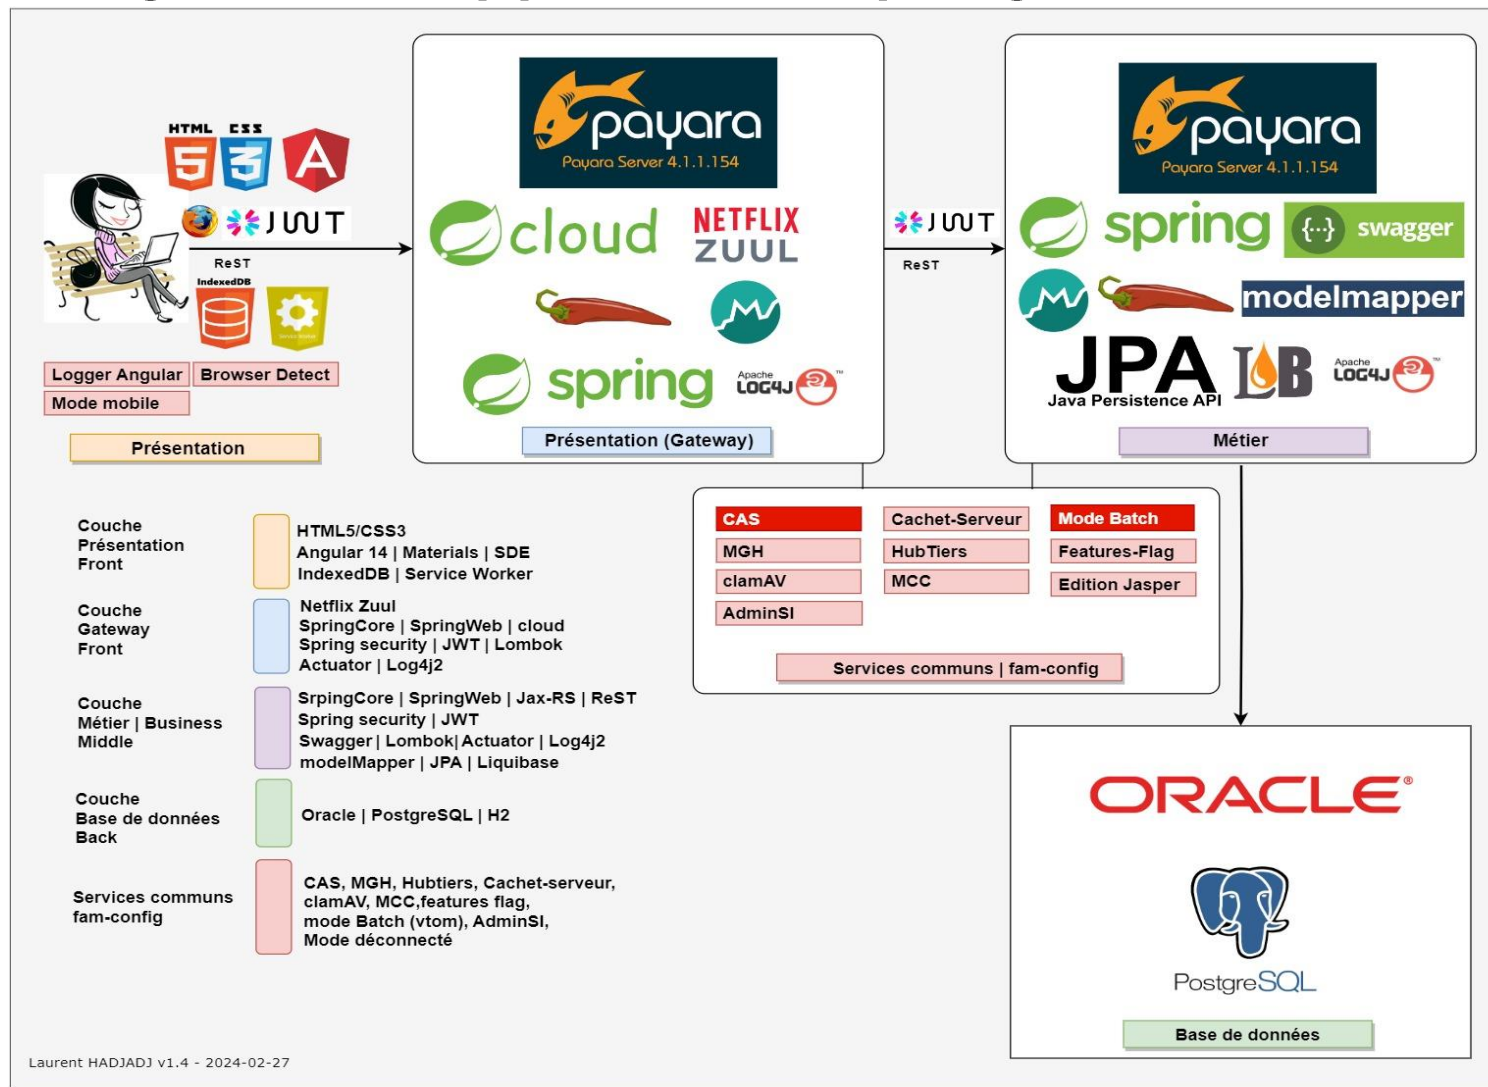 HTML CSS
5 3 A
JWT
ReST
IndexedDB
Logger Angular
Browser Detect
Mode mobile
Présentation
payara
Payara Server 4.1.1.154
cloud
NETFLIX
ZUUL
spring
Apache
LOG4J
TM
Présentation (Gateway)
JWT
ReST
payara
Payara Server 4.1.1.154
spring
{···} swagger
modelmapper
JPA
Java Persistence API
LB
Apache
LOG4J
TM
Métier
CAS
Cachet-Serveur
Mode Batch
MGH
HubTiers
Features-Flag
clamAV
MCC
Edition Jasper
AdminSI
Services communs | fam-config
Couche
Présentation
Front
HTML5/CSS3
Angular 14 | Materials | SDE
IndexedDB | Service Worker
Couche
Gateway
Front
Netflix Zuul
SpringCore | SpringWeb | cloud
Spring security | JWT | Lombok
Actuator | Log4j2
Couche
Métier | Business
Middle
SrpingCore | SpringWeb | Jax-RS | ReST
Spring security | JWT
Swagger | Lombok| Actuator | Log4j2
modelMapper | JPA | Liquibase
Couche
Base de données
Back
Oracle | PostgreSQL | H2
Services communs
fam-config
CAS, MGH, Hubtiers, Cachet-serveur,
clamAV, MCC,features flag,
mode Batch (vtom), AdminSI,
Mode déconnecté
ORACLE®
PostgreSQL
Base de données
Laurent HADJADJ v1.4 - 2024-02-27